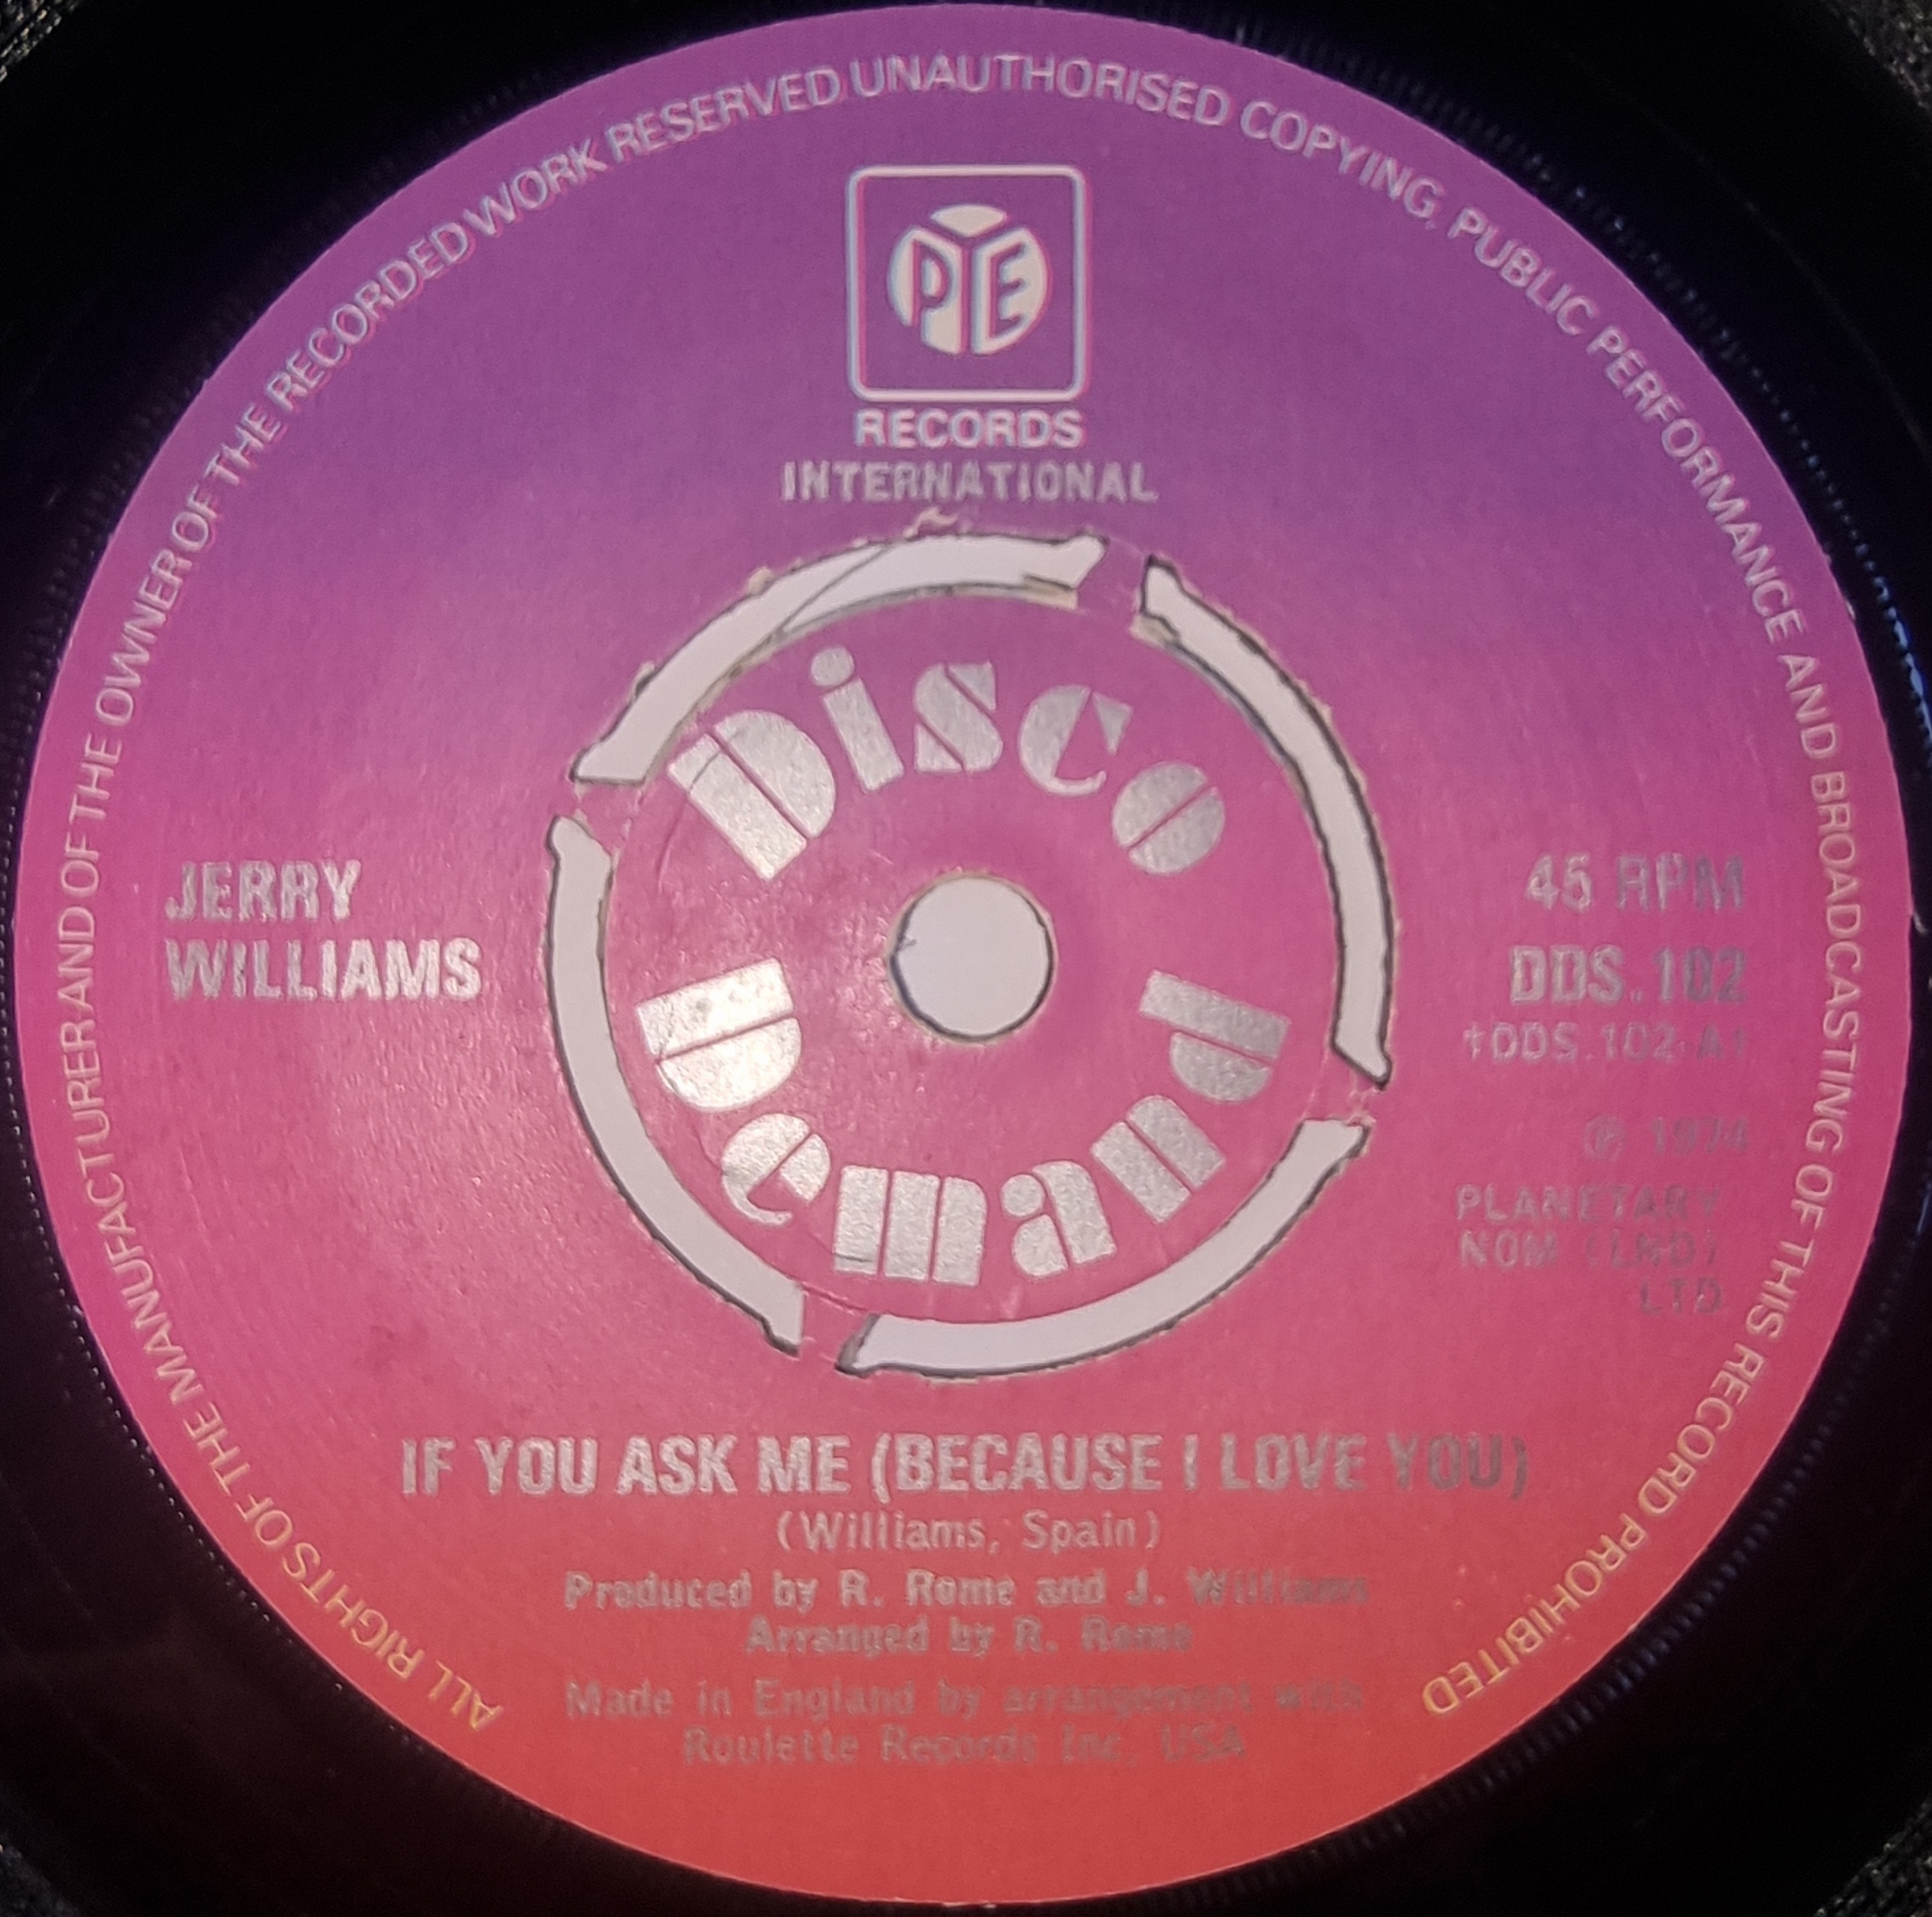 ALL RIGHTS OF THE MANUFACTURER AND OF THE OWNER OF THE RECORDED WORK RESERVED UNAUTHORISED COPYING, PUBLIC PERFORMANCE AND BROADCASTING OF THIS RECORD PROHIBITED
PYE
RECORDS
INTERNATIONAL
Disco
Demand
JERRY
WILLIAMS
45 RPM
DDS.102
†DDS.102-A1
℗ 1974
PLANETARY
NOM (LND)
LTD
IF YOU ASK ME (BECAUSE I LOVE YOU)
(Williams, Spain)
Produced by R. Rome and J. Williams
Arranged by R. Rome
Made in England by arrangement with
Roulette Records Inc, USA